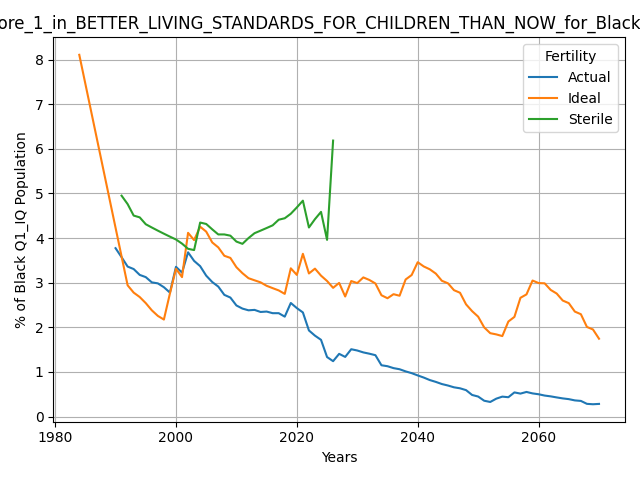 ore_1_in_BETTER_LIVING_STANDARDS_FOR_CHILDREN_THAN_NOW_for_Black
Fertility
Actual
Ideal
Sterile
% of Black Q1_IQ Population
8
7
6
5
4
3
2
1
0
1980 2000 2020 2040 2060
Years